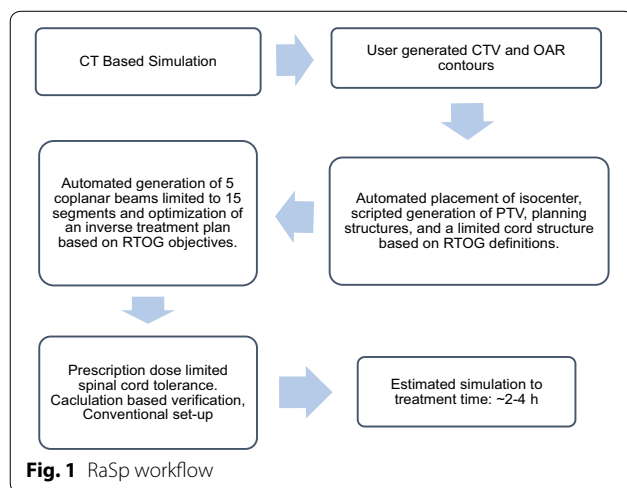 CT Based Simulation
User generated CTV and OAR
contours
Automated placement of isocenter,
scripted generation of PTV, planning
structures, and a limited cord structure
based on RTOG definitions.
Automated generation of 5
coplanar beams limited to 15
segments and optimization of
an inverse treatment plan
based on RTOG objectives.
Prescription dose limited
spinal cord tolerance.
Caclulation based verification,
Conventional set-up
Estimated simulation to
treatment time: ~2-4 h
Fig. 1 RaSp workflow